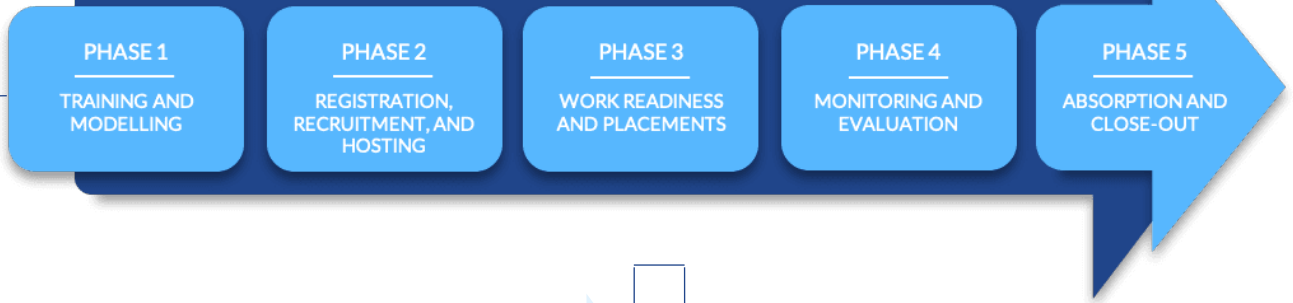 PHASE 1
TRAINING AND
MODELLING
PHASE 2
REGISTRATION,
RECRUITMENT, AND
HOSTING
PHASE 3
WORK READINESS
AND PLACEMENTS
PHASE 4
MONITORING AND
EVALUATION
PHASE 5
ABSORPTION AND
CLOSE-OUT